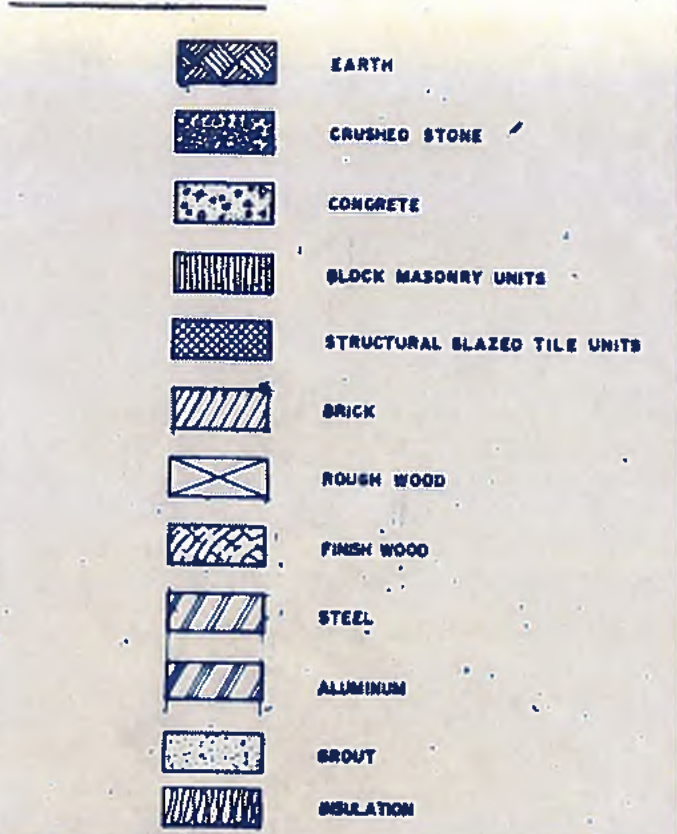 EARTH
CRUSHED STONE
CONCRETE
BLOCK MASONRY UNITS
STRUCTURAL GLAZED TILE UNITS
BRICK
ROUGH WOOD
FINISH WOOD
STEEL
ALUMINUM
GROUT
INSULATION